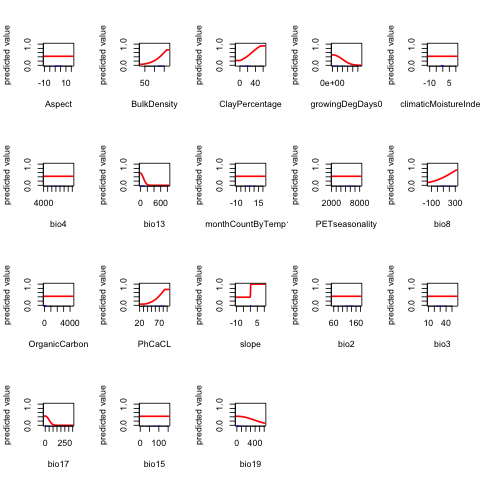 predicted value 0.0 1.0 -10 10 Aspect
predicted value 0.0 1.0 50 BulkDensity
predicted value 0.0 1.0 0 40 ClayPercentage
predicted value 0.0 1.0 0e+00 growingDegDays0
predicted value 0.0 1.0 -10 5 climaticMoistureInde
predicted value 0.0 1.0 4000 bio4
predicted value 0.0 1.0 0 600 bio13
predicted value 0.0 1.0 -10 15 monthCountByTemp1
predicted value 0.0 1.0 2000 8000 PETseasonality
predicted value 0.0 1.0 -100 300 bio8
predicted value 0.0 1.0 0 4000 OrganicCarbon
predicted value 0.0 1.0 20 70 PhCaCL
predicted value 0.0 1.0 -10 5 slope
predicted value 0.0 1.0 60 160 bio2
predicted value 0.0 1.0 10 40 bio3
predicted value 0.0 1.0 0 250 bio17
predicted value 0.0 1.0 0 100 bio15
predicted value 0.0 1.0 0 400 bio19